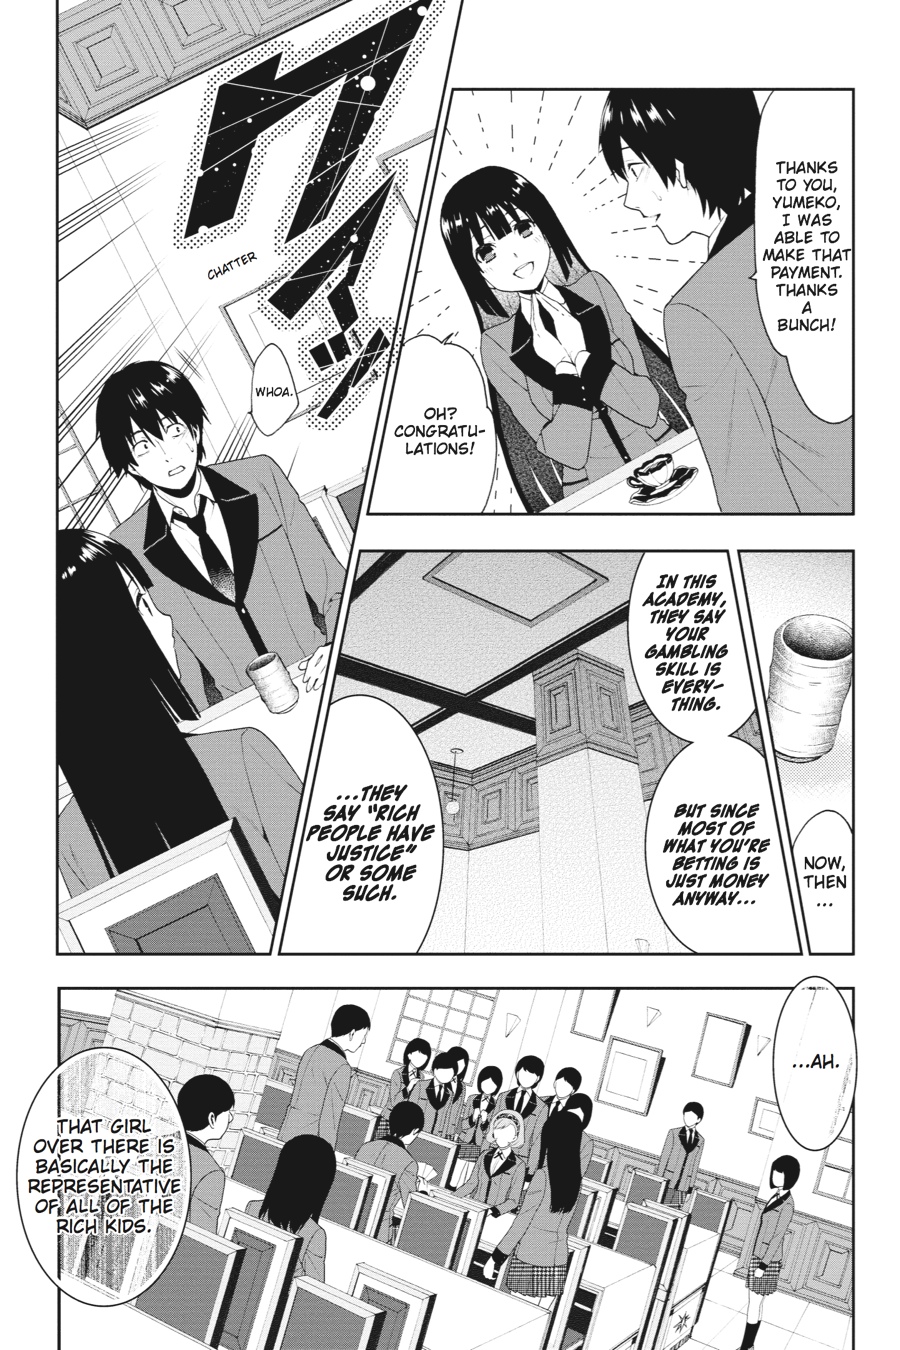 THANKS
TO YOU,
YUMEKO,
I WAS
ABLE TO
MAKE THAT
PAYMENT.
THANKS
A
BUNCH!
OH?
CONGRATU-
LATIONS!
クスッ
CHATTER
WHOA.
NOW,
THEN
...
IN THIS
ACADEMY,
THEY SAY
YOUR
GAMBLING
SKILL IS
EVERY-
THING.
BUT SINCE
MOST OF
WHAT YOU'RE
BETTING IS
JUST MONEY
ANYWAY...
...THEY
SAY "RICH
PEOPLE HAVE
JUSTICE"
OR SOME
SUCH.
...AH.
THAT GIRL
OVER THERE IS
BASICALLY THE
REPRESENTATIVE
OF ALL OF THE
RICH KIDS.